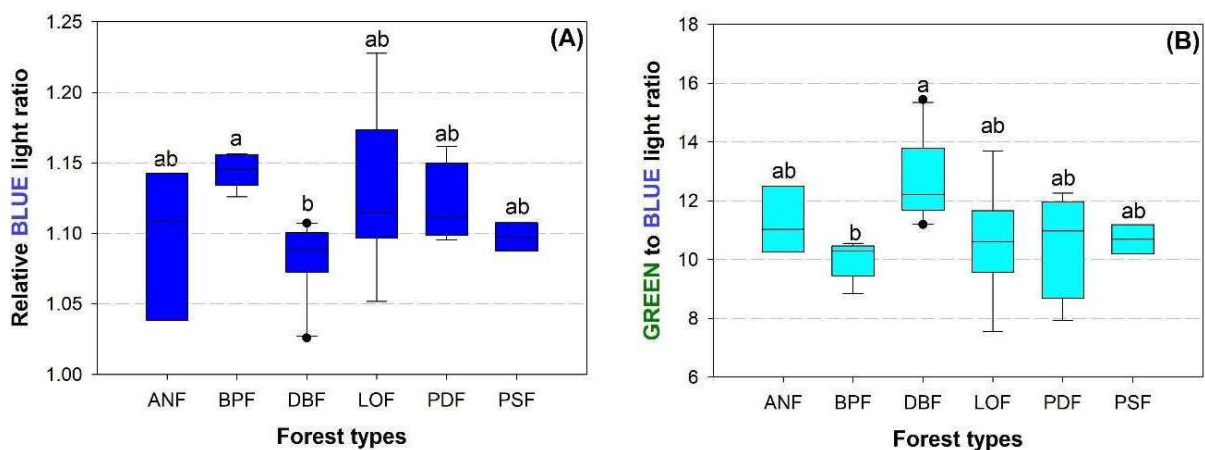 (A)
Relative BLUE light ratio
1.25
1.20
1.15
1.10
1.05
1.00
ab
a
b
ab
ab
ab
ANF BPF DBF LOF PDF PSF
Forest types
(B)
GREEN to BLUE light ratio
18
16
14
12
10
8
6
ab
b
a
ab
ab
ab
ANF BPF DBF LOF PDF PSF
Forest types